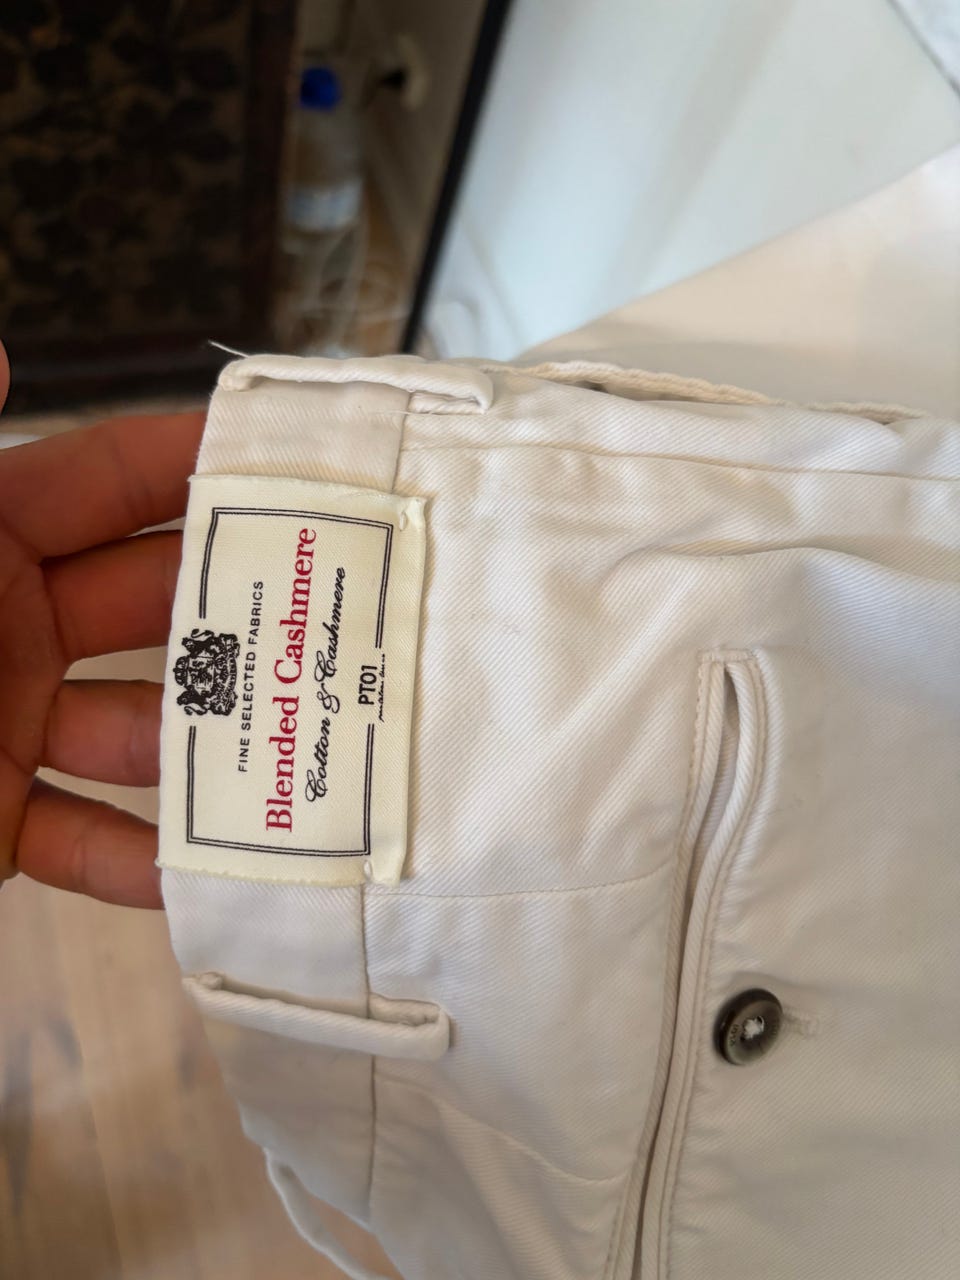 FINE SELECTED FABRICS
Blended Cashmere
Cotton & Cashmere
PT01